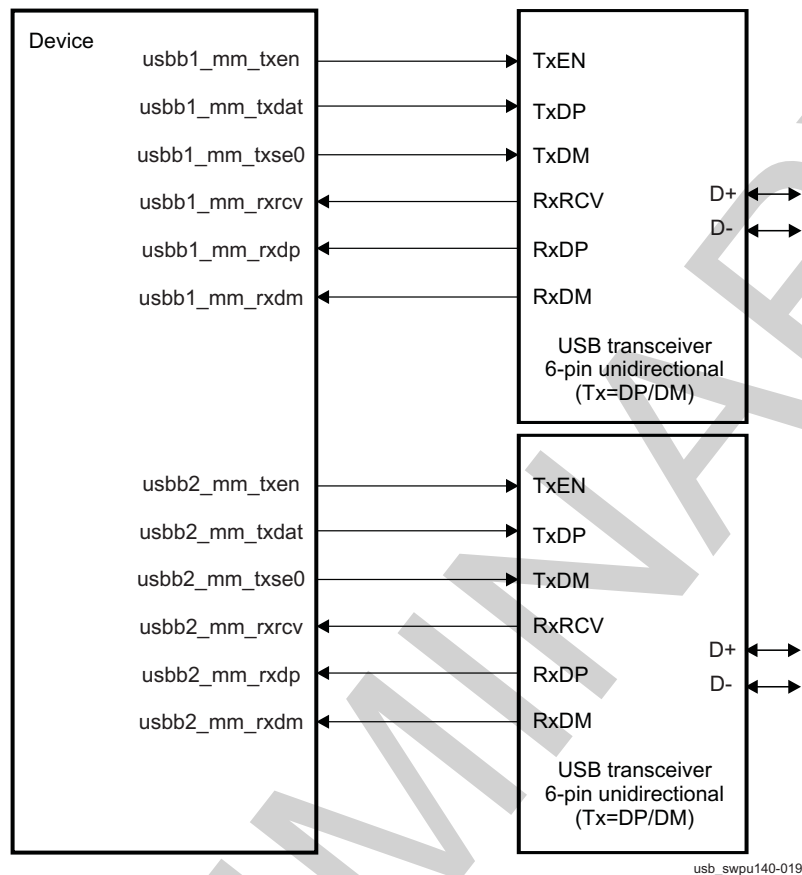 Device
usbb1_mm_txen
TxEN
usbb1_mm_txdat
TxDP
usbb1_mm_txse0
TxDM
usbb1_mm_rxrcv
RxRCV
D+
usbb1_mm_rxdp
RxDP
D-
usbb1_mm_rxdm
RxDM
USB transceiver
6-pin unidirectional
(Tx=DP/DM)
usbb2_mm_txen
TxEN
usbb2_mm_txdat
TxDP
usbb2_mm_txse0
TxDM
usbb2_mm_rxrcv
RxRCV
D+
usbb2_mm_rxdp
RxDP
D-
usbb2_mm_rxdm
RxDM
USB transceiver
6-pin unidirectional
(Tx=DP/DM)
usb_swpu140-019